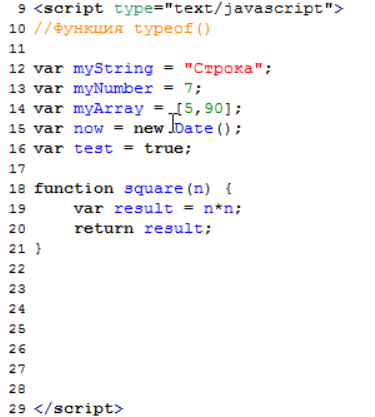 9 <script type="text/javascript">
10 //Функция typeof()
11
12 var myString = "Строка";
13 var myNumber = 7;
14 var myArray = [5,90];
15 var now = new Date();
16 var test = true;
17
18 function square(n) {
19     var result = n*n;
20     return result;
21 }
22
23
24
25
26
27
28
29 </script>